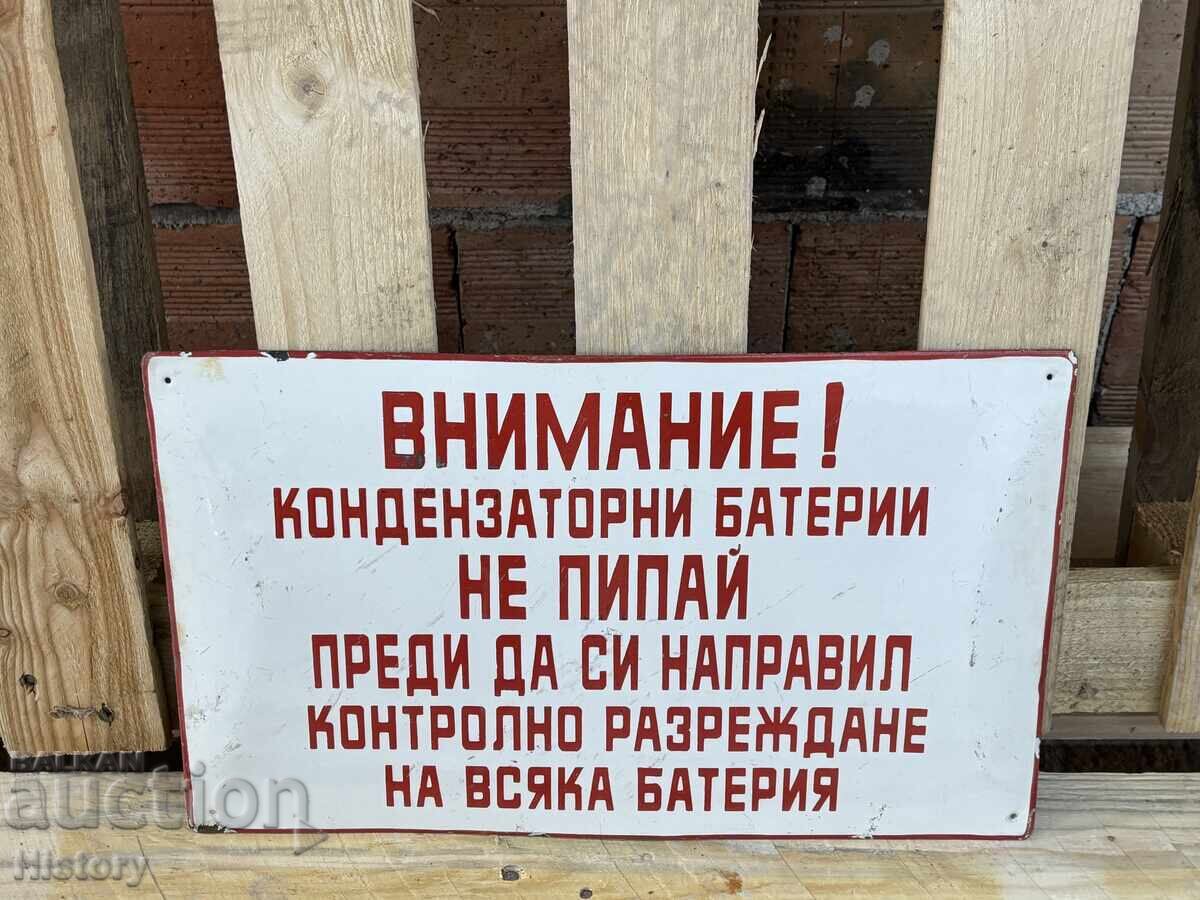 ВНИМАНИЕ!
КОНДЕНЗАТОРНИ БАТЕРИИ
НЕ ПИПАЙ
ПРЕДИ ДА СИ НАПРАВИЛ
КОНТРОЛНО РАЗРЕЖДАНЕ
НА ВСЯКА БАТЕРИЯ
BALKAN
auction
History